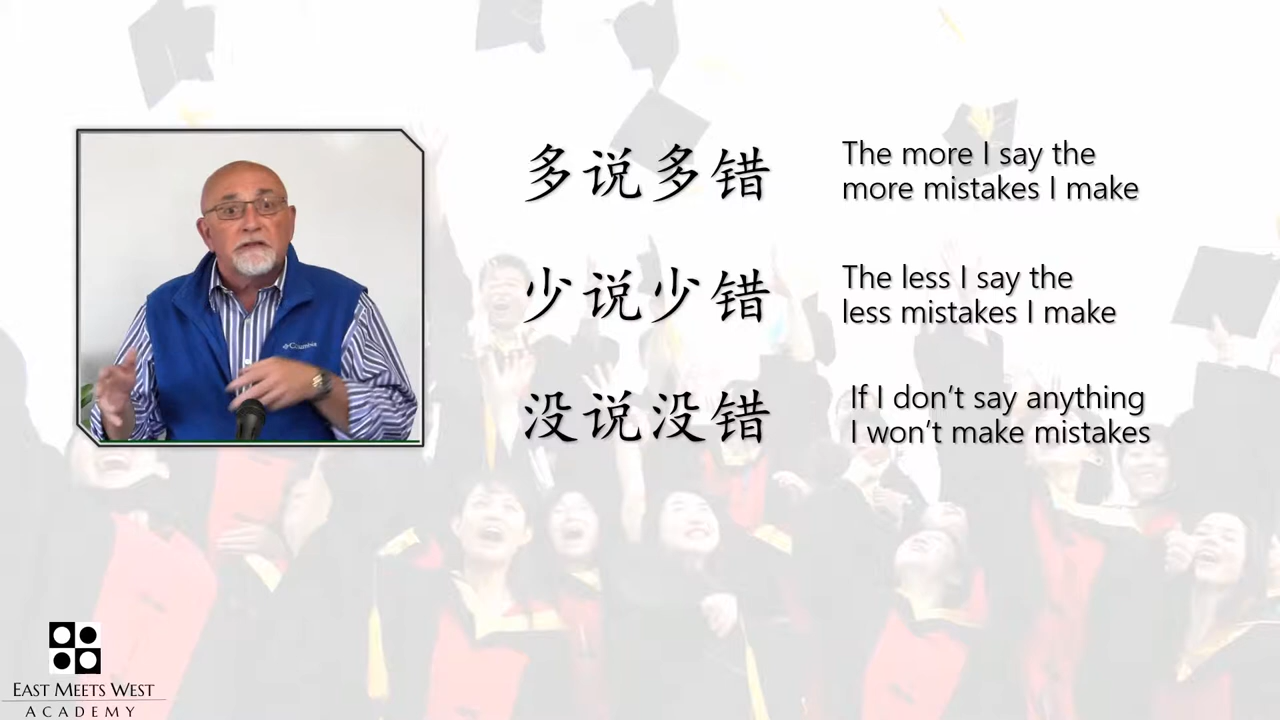 多说多错
The more I say the
more mistakes I make
少说少错
The less I say the
less mistakes I make
没说没错
If I don’t say anything
I won’t make mistakes
Columbia
EAST MEETS WEST
ACADEMY